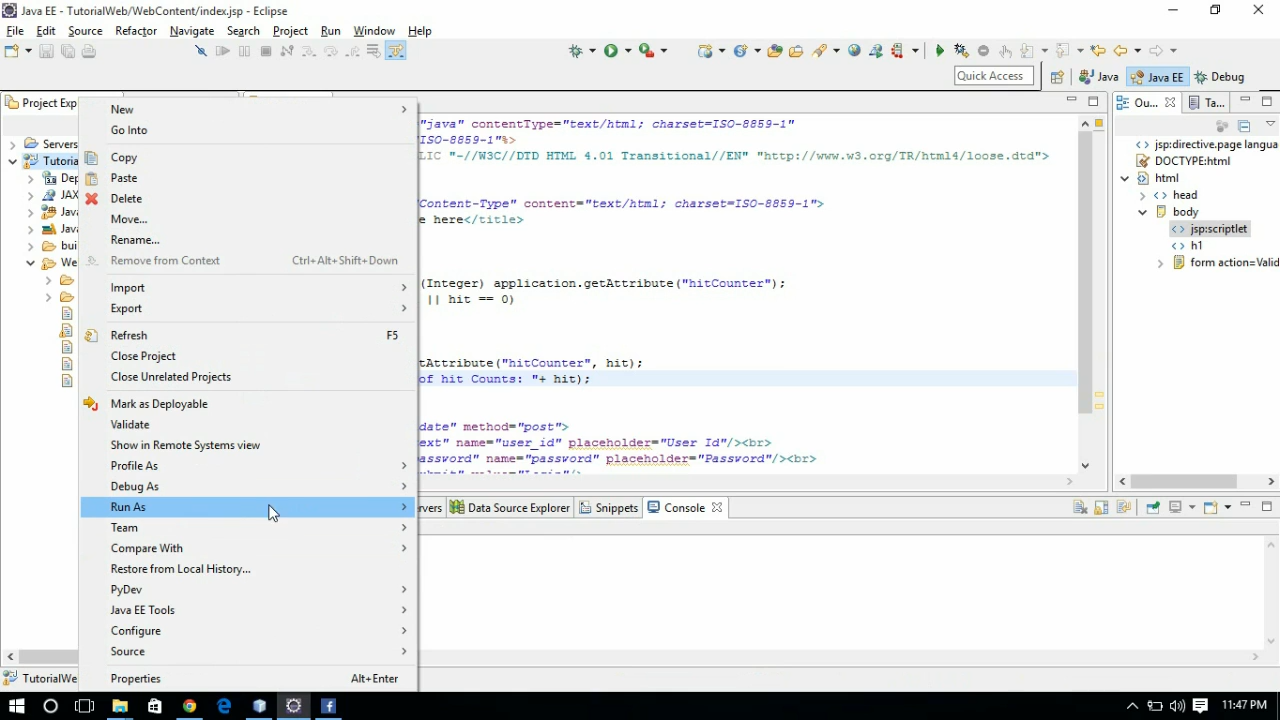 Java EE - TutorialWeb/WebContent/index.jsp - Eclipse
File Edit Source Refactor Navigate Search Project Run Window Help
Quick Access
Java
Java EE
Debug
Project Exp
Servers
Tutoria
Dep
JAX
Java
Java
bui
We
New
Go Into
Copy
Paste
Delete
Move...
Rename...
Remove from Context Ctrl+Alt+Shift+Down
Import
Export
Refresh F5
Close Project
Close Unrelated Projects
Mark as Deployable
Validate
Show in Remote Systems view
Profile As
Debug As
Run As
Team
Compare With
Restore from Local History...
PyDev
Java EE Tools
Configure
Source
Properties Alt+Enter
="java" contentType="text/html; charset=ISO-8859-1"
ISO-8859-1"%>
LIC "-//W3C//DTD HTML 4.01 Transitional//EN" "http://www.w3.org/TR/html4/loose.dtd">
Content-Type" content="text/html; charset=ISO-8859-1">
e here</title>
(Integer) application.getAttribute("hitCounter");
|| hit == 0)
tAttribute("hitCounter", hit);
of hit Counts: "+ hit);
date" method="post">
ext" name="user_id" placeholder="User Id"/><br>
assword" name="password" placeholder="Password"/><br>
Ou...
Ta...
jsp:directive.page langua
DOCTYPE:html
html
head
body
jsp:scriptlet
h1
form action=Valid
rvers
Data Source Explorer
Snippets
Console
TutorialWe
11:47 PM